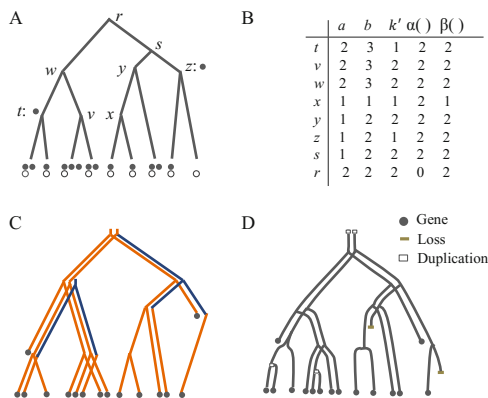 A
r
s
w
y
z:
t:
v
x
B
a b k′ α( ) β( )
t 2 3 1 2 2
v 2 3 2 2 2
w 2 3 2 2 2
x 1 1 1 2 1
y 1 2 2 2 2
z 1 2 1 2 2
s 1 2 2 2 2
r 2 2 2 0 2
C
D
Gene
Loss
Duplication